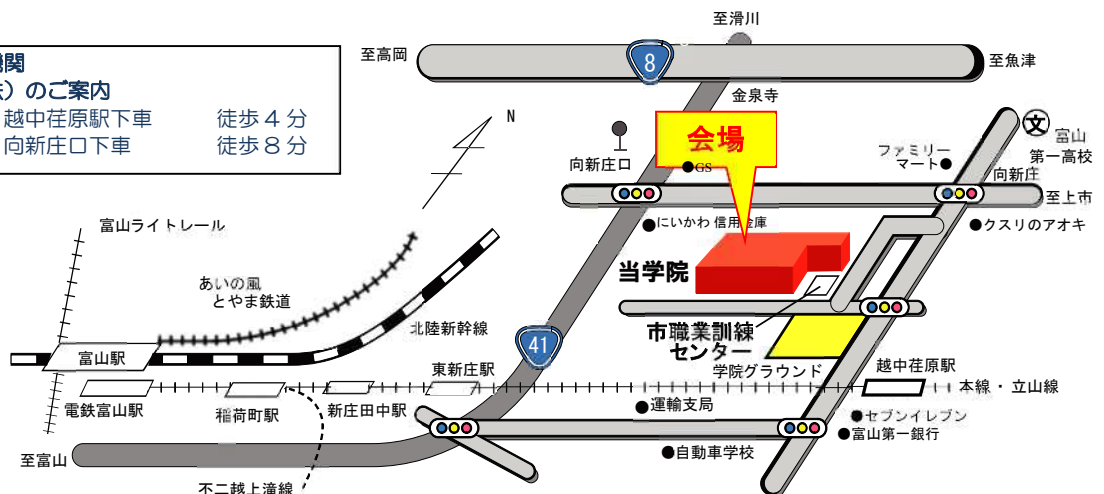 至滑川
至高岡
8
至魚津
機関
）のご案内
越中荏原駅下車 徒歩４分
向新庄口下車 徒歩８分
金泉寺
N
会場
文
富山
第一高校
ファミリー
マート●
向新庄口
●GS
向新庄
至上市
●にいかわ 信用金庫
●クスリのアオキ
富山ライトレール
当学院
あいの風
とやま鉄道
北陸新幹線
市職業訓練
センター
41
学院グラウンド
富山駅
東新庄駅
越中荏原駅
本線・立山線
電鉄富山駅
稲荷町駅
新庄田中駅
●運輸支局
●セブンイレブン
●富山第一銀行
至富山
●自動車学校
不二越上滝線